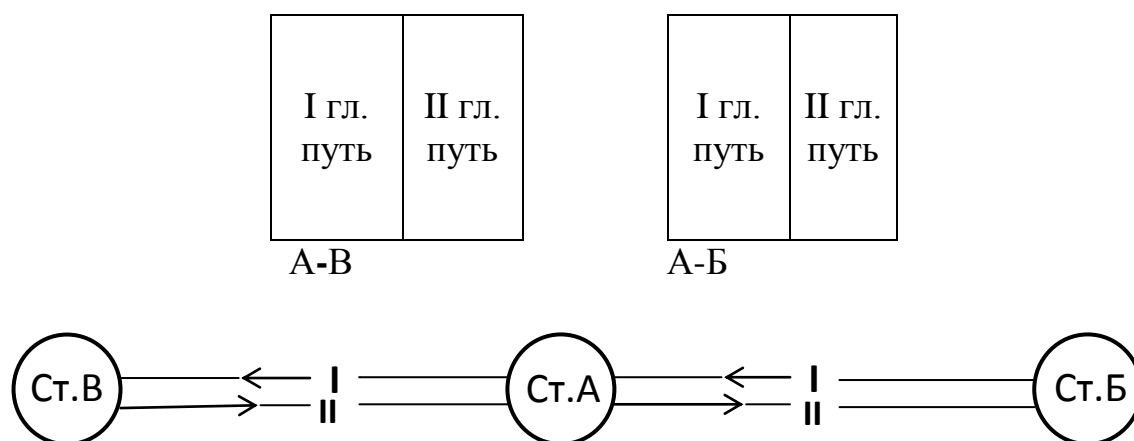 I гл. II гл. I гл. II гл.
путь путь путь путь
А-В А-Б
Ст.В I Ст.А I Ст.Б
II II